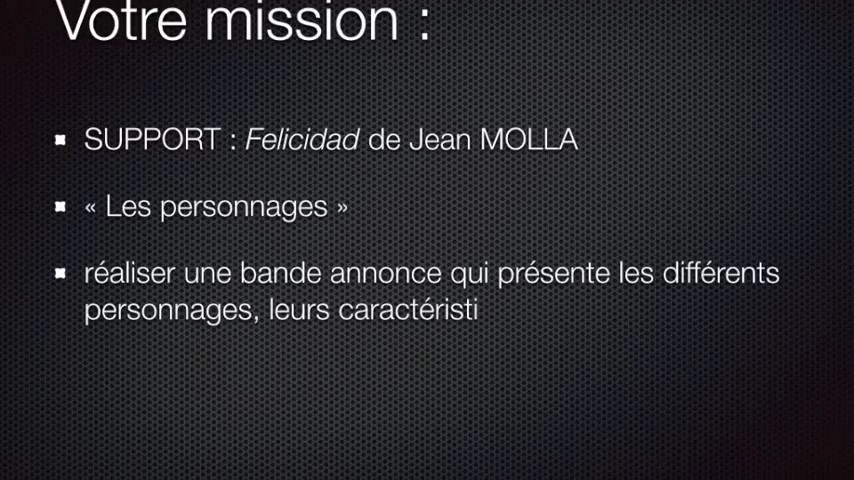 Votre mission :
SUPPORT : Felicidad de Jean MOLLA
« Les personnages »
réaliser une bande annonce qui présente les différents
personnages, leurs caractéristi